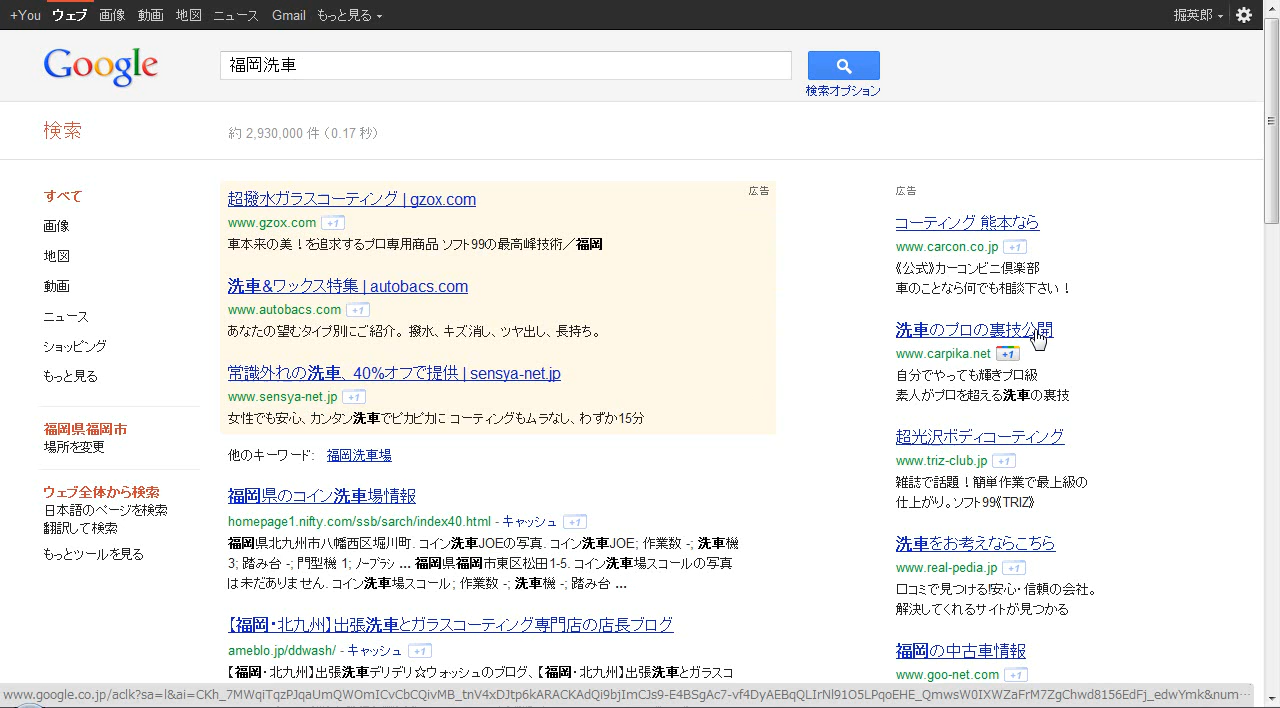 +You ウェブ 画像 動画 地図 ニュース Gmail もっと見る
掘英郎
Google
福岡洗車
検索オプション
検索
約 2,930,000 件 (0.17 秒)
すべて
画像
地図
動画
ニュース
ショッピング
もっと見る
福岡県福岡市
場所を変更
ウェブ全体から検索
日本語のページを検索
翻訳して検索
もっとツールを見る
広告
超撥水ガラスコーティング | gzox.com
www.gzox.com +1
車本来の美！を追求するプロ専用商品 ソフト99の最高峰技術／福岡
洗車&ワックス特集 | autobacs.com
www.autobacs.com +1
あなたの望むタイプ別にご紹介。撥水、キズ消し、ツヤ出し、長持ち。
常識外れの洗車、40%オフで提供 | sensya-net.jp
www.sensya-net.jp +1
女性でも安心、カンタン洗車でピカピカに コーティングもムラなし、わずか15分
他のキーワード: 福岡洗車場
福岡県のコイン洗車場情報
homepage1.nifty.com/ssb/sarch/index40.html - キャッシュ +1
福岡県北九州市八幡西区堀川町. コイン洗車JOEの写真. コイン洗車JOE; 作業数 -; 洗車機
3; 踏み台 -; 門型機 1; ノーブラシ ... 福岡県福岡市東区松田1-5. コイン洗車場スコールの写真
は未だありません. コイン洗車場スコール; 作業数 -; 洗車機 -; 踏み台 ...
【福岡・北九州】出張洗車とガラスコーティング専門店の店長ブログ
ameblo.jp/ddwash/ - キャッシュ +1
【福岡・北九州】出張洗車デリデリ☆ウォッシュのブログ、【福岡・北九州】出張洗車とガラスコ
広告
コーティング 熊本なら
www.carcon.co.jp +1
《公式》カーコンビニ倶楽部
車のことなら何でも相談下さい！
洗車のプロの裏技公開
www.carpika.net +1
自分でやっても輝きプロ級
素人がプロを超える洗車の裏技
超光沢ボディコーティング
www.triz-club.jp +1
雑誌で話題！簡単作業で最上級の
仕上がり。ソフト99《TRIZ》
洗車をお考えならこちら
www.real-pedia.jp +1
口コミで見つける!安心・信頼の会社。
解決してくれるサイトが見つかる
福岡の中古車情報
www.goo-net.com +1